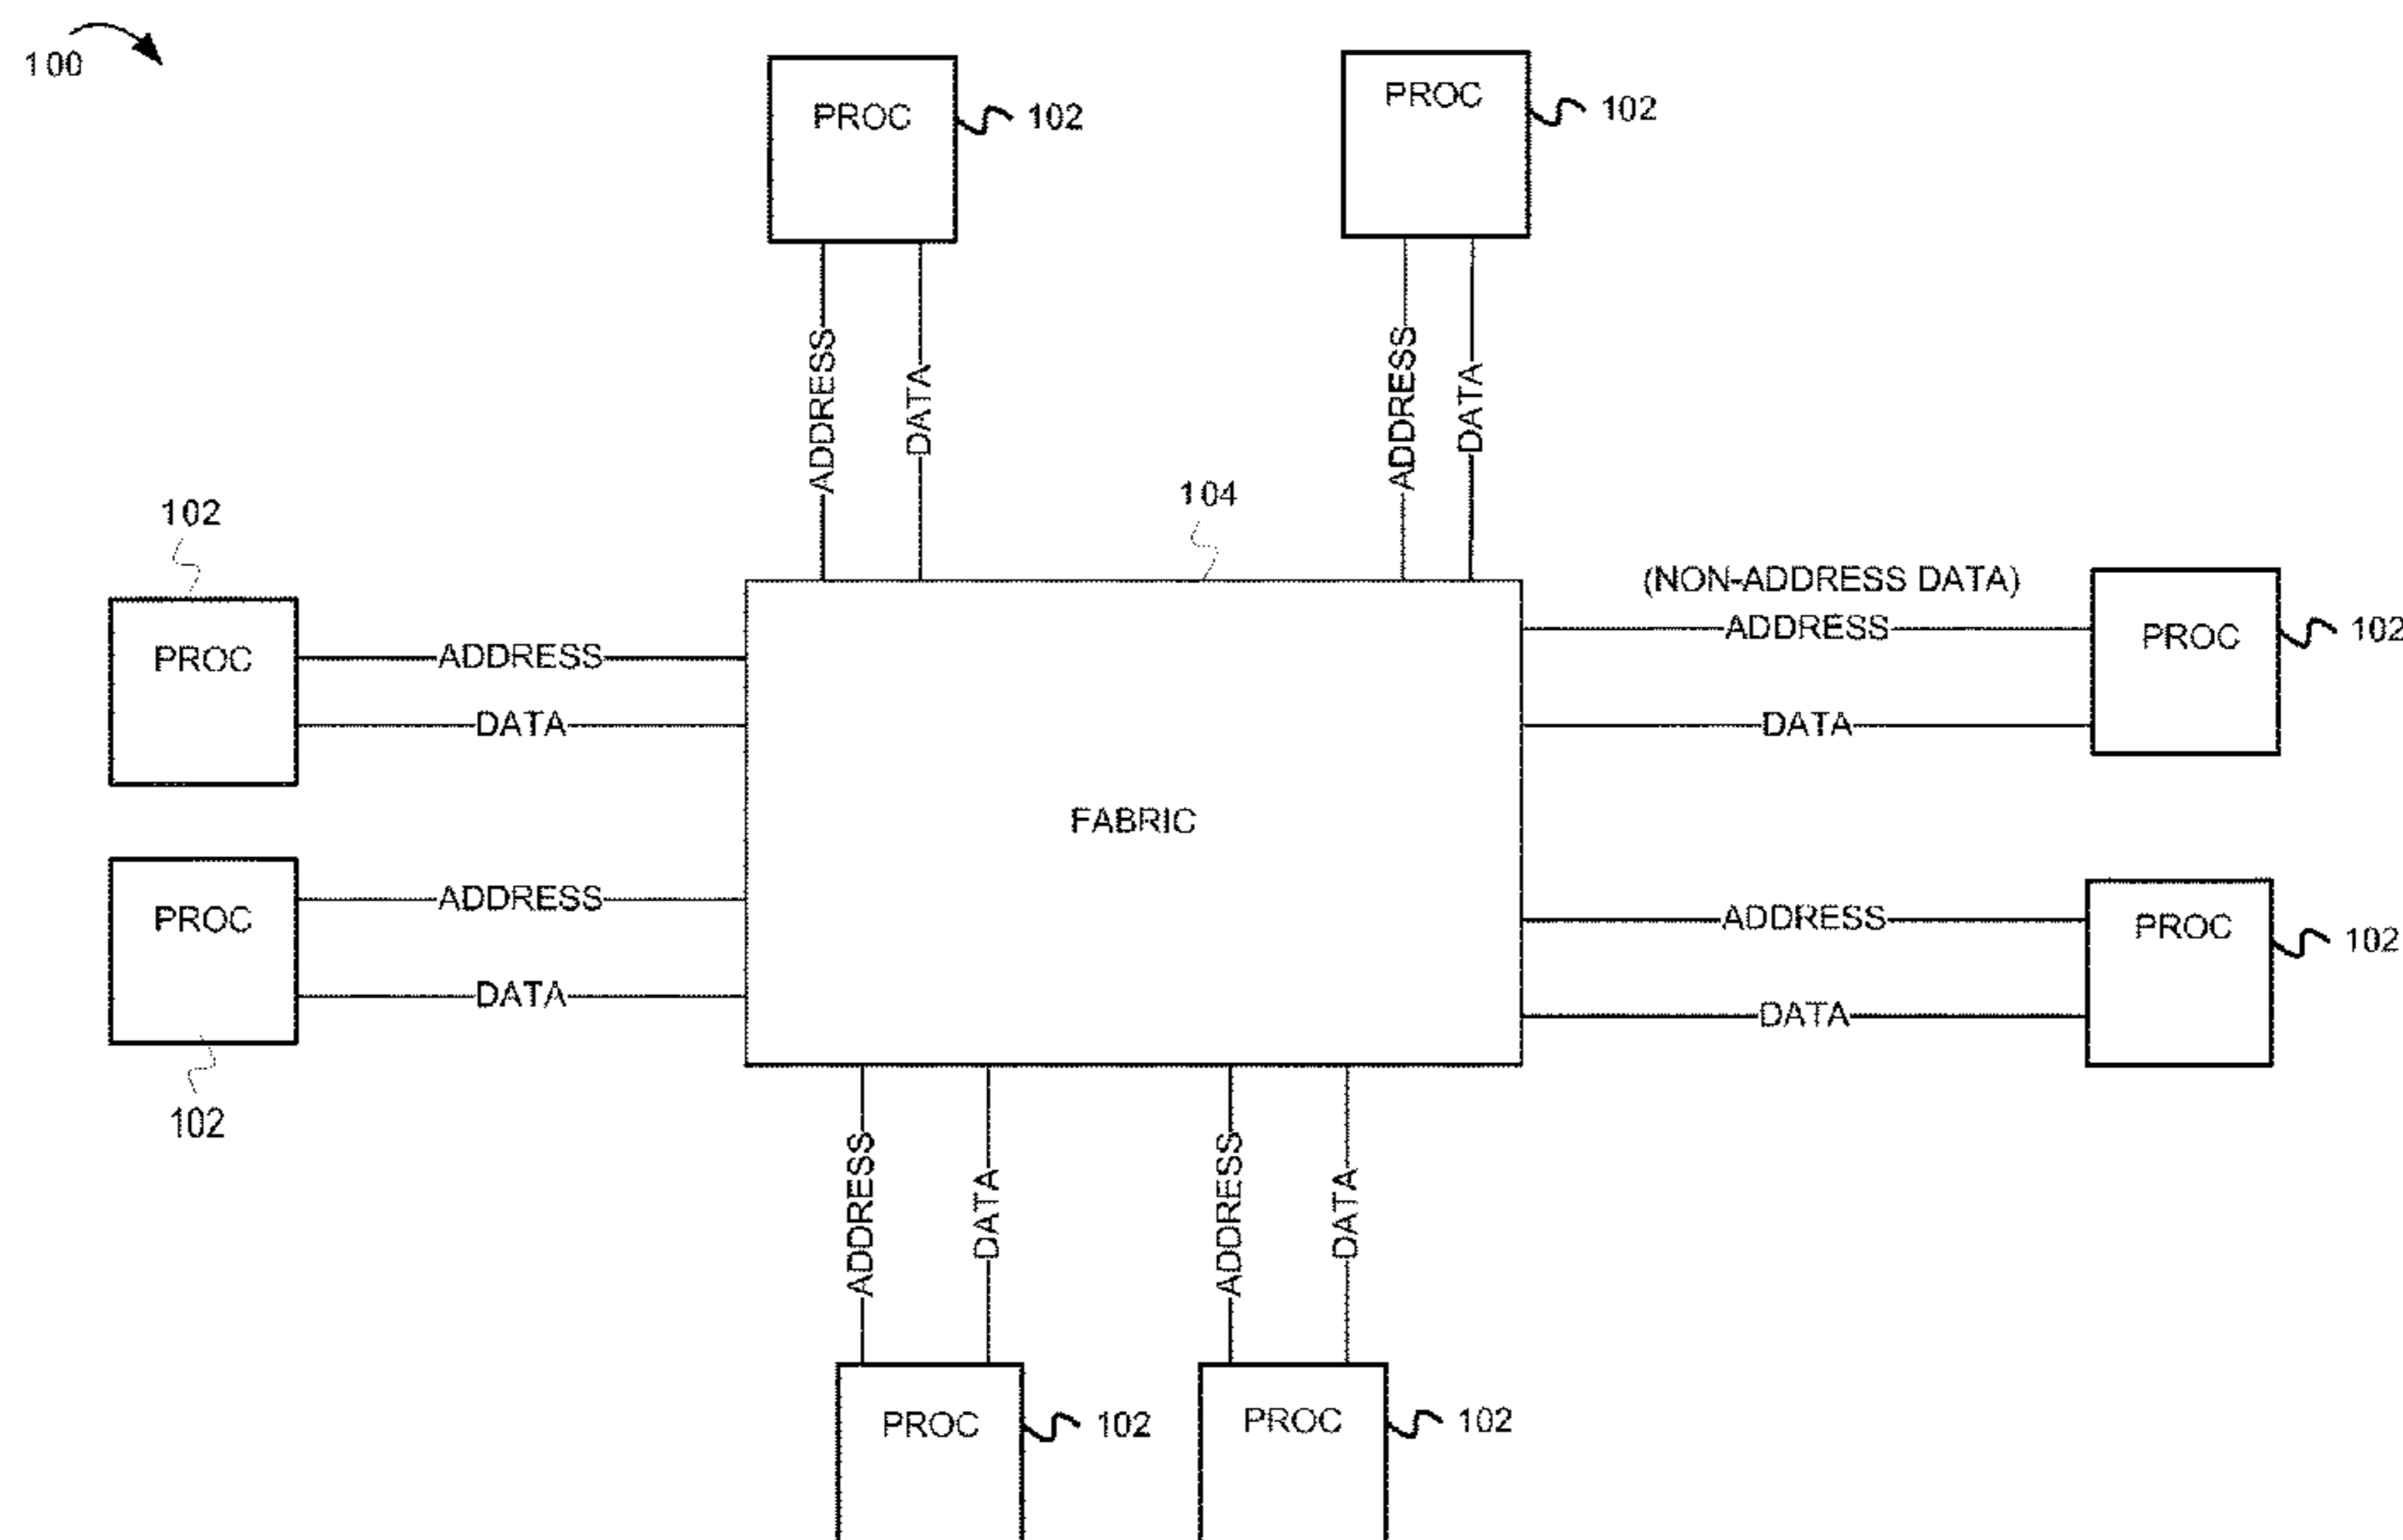 100
PROC
102
PROC
102
ADDRESS
DATA
ADDRESS
DATA
104
102
(NON-ADDRESS DATA)
PROC
ADDRESS
ADDRESS
PROC
102
DATA
DATA
FABRIC
PROC
ADDRESS
ADDRESS
PROC
102
DATA
DATA
102
ADDRESS
DATA
ADDRESS
DATA
PROC
102
PROC
102